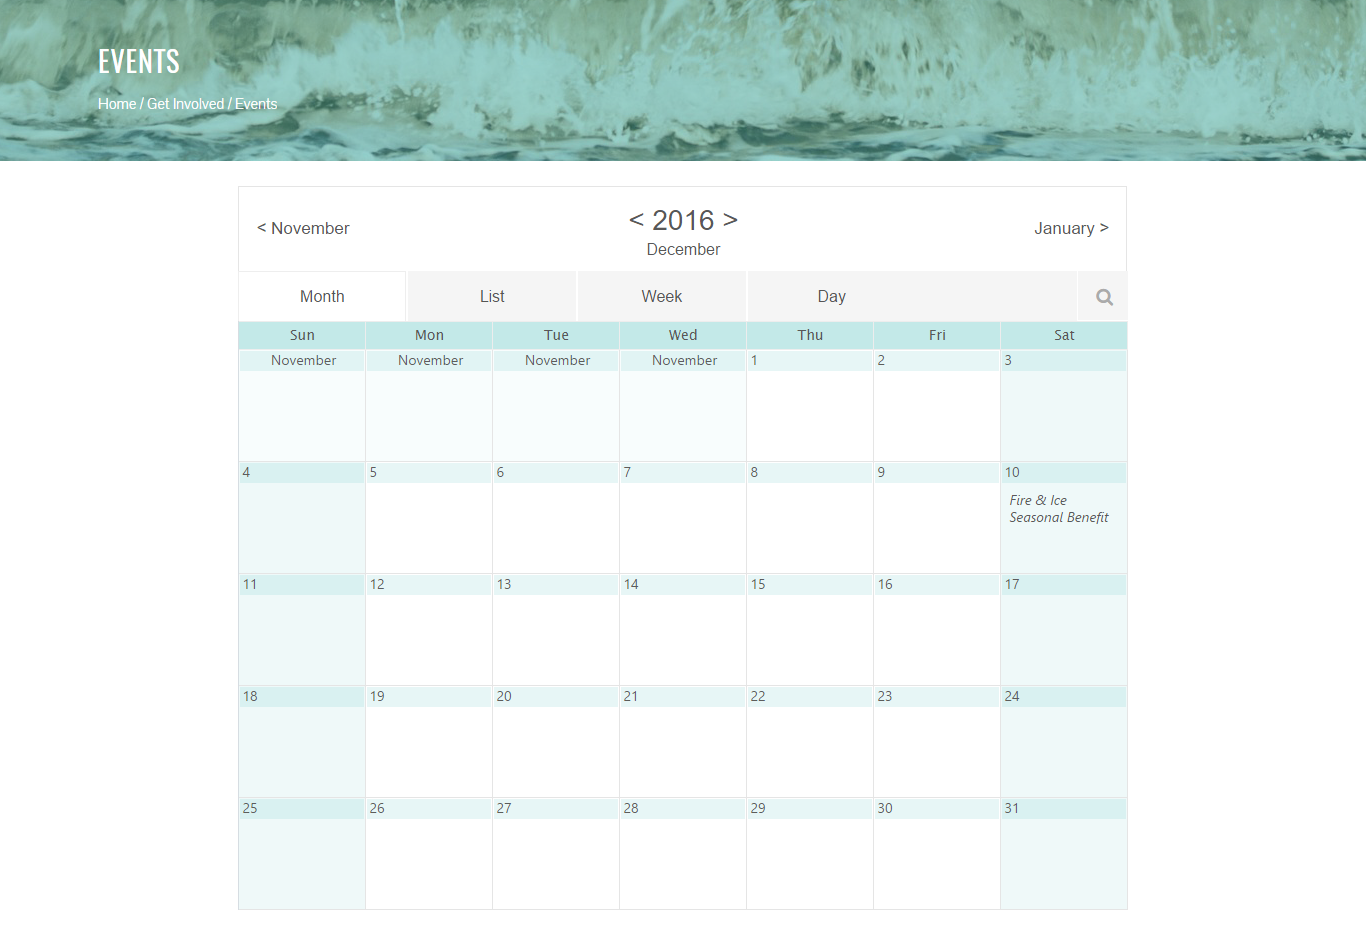 EVENTS
Home / Get Involved / Events
< November
< 2016 >
December
January >
Month List Week Day
Sun Mon Tue Wed Thu Fri Sat
November November November November 1 2 3
4 5 6 7 8 9 10
Fire & Ice
Seasonal Benefit
11 12 13 14 15 16 17
18 19 20 21 22 23 24
25 26 27 28 29 30 31